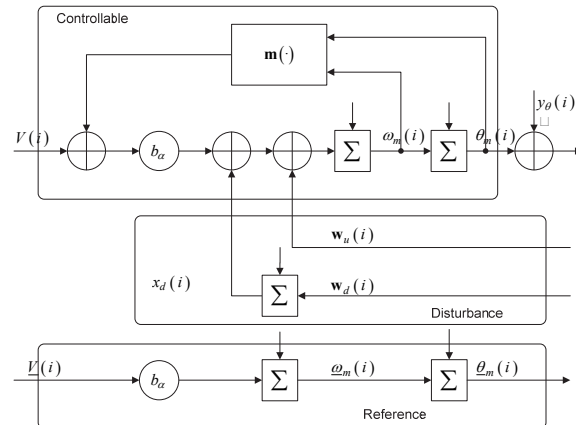 Controllable
m(·)
y_θ(i)
V(i)
b_α
Σ
ω_m(i)
Σ
θ_m(i)
w_u(i)
x_d(i)
Σ
w_d(i)
Disturbance
V(i)
b_α
Σ
ω_m(i)
Σ
θ_m(i)
Reference